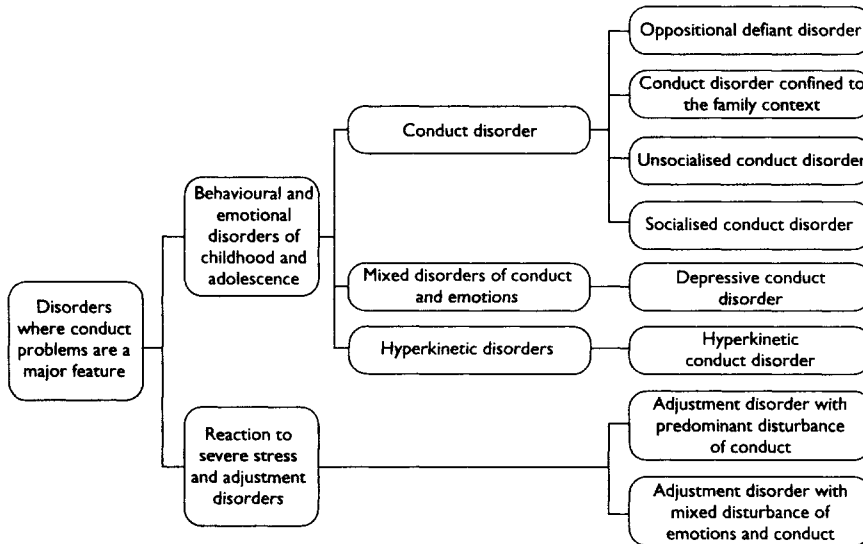 Oppositional defiant disorder
Conduct disorder confined to
the family context
Conduct disorder
Unsocialised conduct disorder
Behavioural and
emotional
disorders of
childhood and
adolescence
Socialised conduct disorder
Mixed disorders of conduct
and emotions
Depressive conduct
disorder
Disorders
where conduct
problems are a
major feature
Hyperkinetic disorders
Hyperkinetic
conduct disorder
Reaction to
severe stress
and adjustment
disorders
Adjustment disorder with
predominant disturbance
of conduct
Adjustment disorder with
mixed disturbance of
emotions and conduct